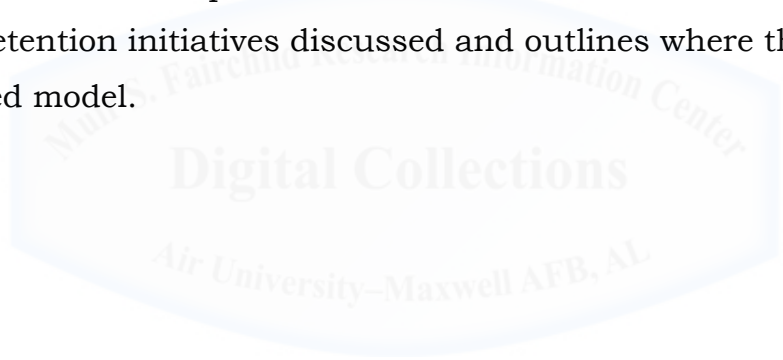 etention initiatives discussed and outlines where th
ed model.
Muir S. Fairchild Research Information Center
Digital Collections
Air University–Maxwell AFB, AL